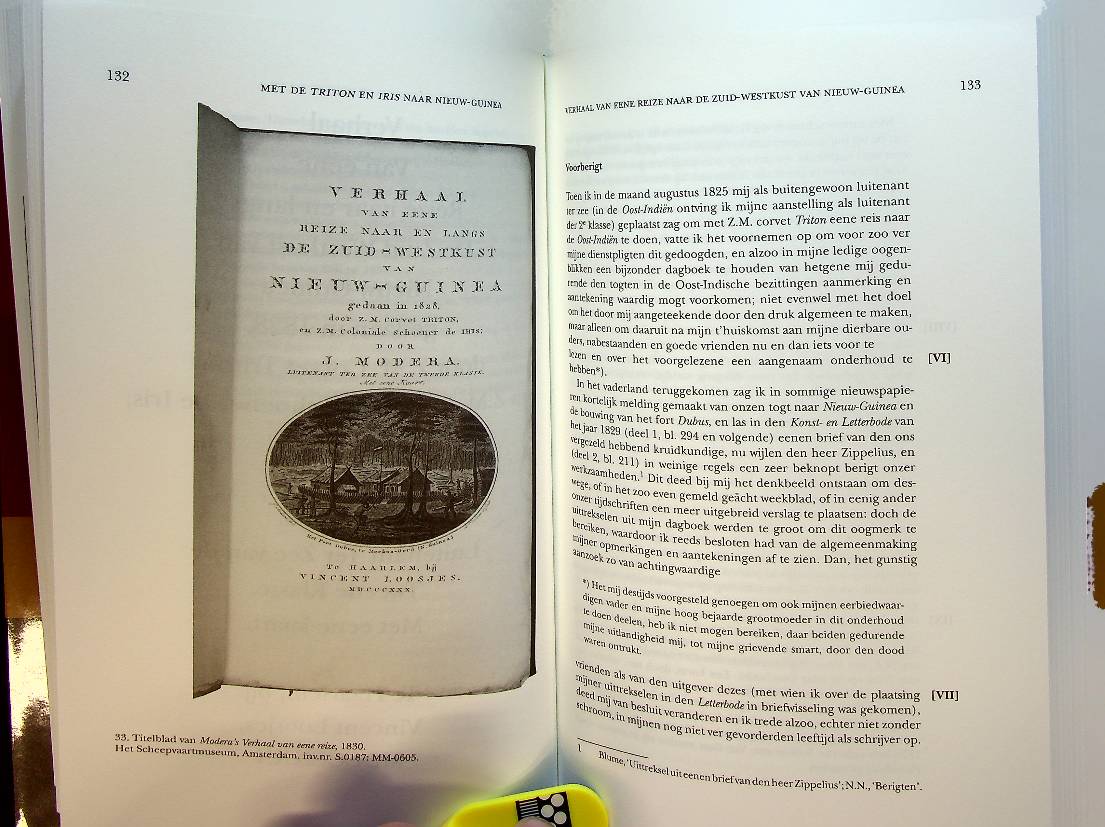 132
MET DE TRITON EN IRIS NAAR NIEUW-GUINEA
VERHAAL
VAN EENE
REIZE NAAR EN LANGS
DE ZUID-WESTKUST
VAN
NIEUW-GUINEA
gedaan in 1828,
door Z.M. Corvet TRITON,
en Z.M. Coloniale Schoener de IRIS;
DOOR
J. MODERA.
LUITENANT TER ZEE VAN DE TWEEDE KLASSE.
Met eene Kaart.
Het Fort Dubus, te Merkus-Oord
Te HAARLEM, bij
VINCENT LOOSJES.
MDCCCXXX.
33. Titelblad van Modera's Verhaal van eene reize, 1830.
Het Scheepvaartmuseum, Amsterdam, inv.nr. S.0187; MM-0605.
VERHAAL VAN EENE REIZE NAAR DE ZUID-WESTKUST VAN NIEUW-GUINEA
133
Voorberigt
Toen ik in de maand augustus 1825 mij als buitengewoon luitenant
ter zee (in de Oost-Indiën ontving ik mijne aanstelling als luitenant
der 2e klasse) geplaatst zag om met Z.M. corvet Triton eene reis naar
de Oost-Indiën te doen, vatte ik het voornemen op om voor zoo ver
mijne dienstpligten dit gedoogden, en alzoo in mijne ledige oogen-
blikken een bijzonder dagboek te houden van hetgene mij gedu-
rende den togten in de Oost-Indische bezittingen aanmerking en
aantekening waardig mogt voorkomen; niet evenwel met het doel
om het door mij aangeteekende door den druk algemeen te maken,
maar alleen om daaruit na mijn t'huiskomst aan mijne dierbare ou-
ders, nabestaanden en goede vrienden nu en dan iets voor te
lezen en over het voorgelezene een aangenaam onderhoud te [VI]
hebben*).
In het vaderland teruggekomen zag ik in sommige nieuwspapie-
ren kortelijk melding gemaakt van onzen togt naar Nieuw-Guinea en
de bouwing van het fort Dubus, en las in den Konst- en Letterbode van
het jaar 1829 (deel 1, bl. 294 en volgende) eenen brief van den ons
vergezeld hebbend kruidkundige, nu wijlen den heer Zippelius, en
(deel 2, bl. 211) in weinige regels een zeer beknopt berigt onzer
werkzaamheden.1 Dit deed bij mij het denkbeeld ontstaan om des-
wege, of in het zoo even gemeld geächt weekblad, of in eenig ander
onzer tijdschriften een meer uitgebreid verslag te plaatsen: doch de
uittrekselen uit mijn dagboek werden te groot om dit oogmerk te
bereiken, waardoor ik reeds besloten had van de algemeenmaking
mijner opmerkingen en aantekeningen af te zien. Dan, het gunstig
aanzoek zo van achtingwaardige
*) Het mij destijds voorgesteld genoegen om ook mijnen eerbiedwaar-
digen vader en mijne hoog bejaarde grootmoeder in dit onderhoud
te doen deelen, heb ik niet mogen bereiken, daar beiden gedurende
mijne uitlandigheid mij, tot mijne grievende smart, door den dood
waren ontrukt.
vrienden als van den uitgever dezes (met wien ik over de plaatsing [VII]
mijner uittrekselen in den Letterbode in briefwisseling was gekomen),
deed mij van besluit veranderen en ik trede alzoo, echter niet zonder
schroom, in mijnen nog niet ver gevorderden leeftijd als schrijver op.
1 Blume, 'Uittreksel uit eenen brief van den heer Zippelius'; N.N., 'Berigten'.